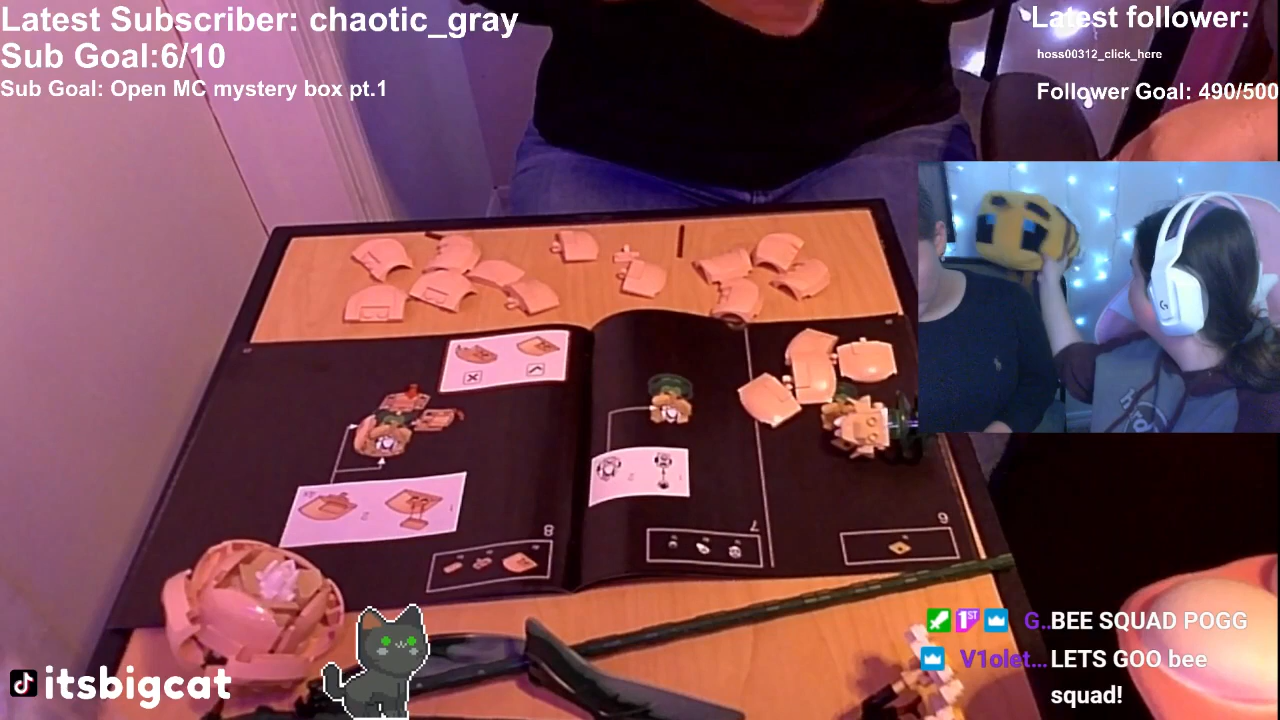 Latest Subscriber: chaotic_gray
Sub Goal:6/10
Sub Goal: Open MC mystery box pt.1
Latest follower:
hoss00312_click_here
Follower Goal: 490/500
8
7
6
G..BEE SQUAD POGG
1ST
V1olet...LETS GOO bee
squad!
itsbigcat